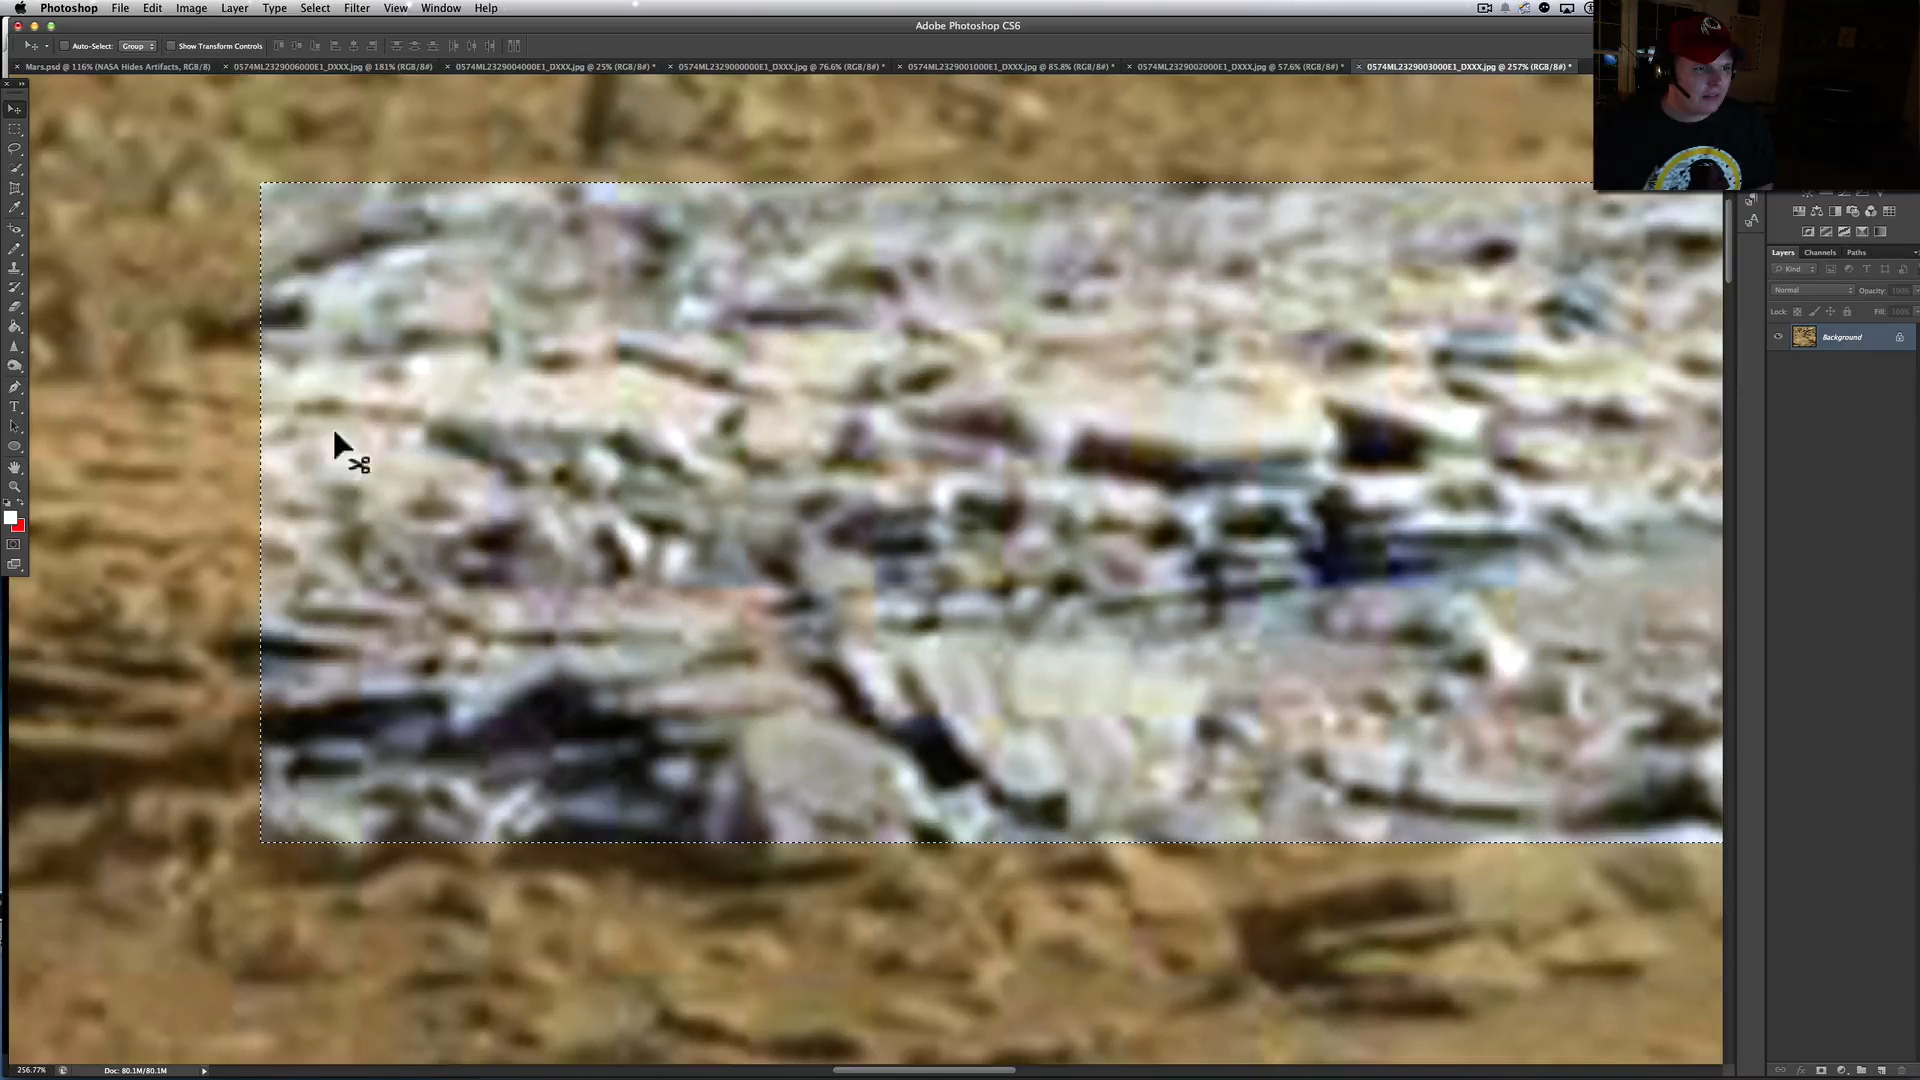 Photoshop File Edit Image Layer Type Select Filter View Window Help
Adobe Photoshop CS6
Auto-Select: Group Show Transform Controls
Mars.psd @ 116% (NASA Hides Artifacts, RGB/8) 0574ML2329006000E1_DXXX.jpg @ 181% (RGB/8#) 0574ML2329004000E1_DXXX.jpg @ 25% (RGB/8#) * 0574ML2329000000E1_DXXX.jpg @ 76.6% (RGB/8#) * 0574ML2329001000E1_DXXX.jpg @ 85.8% (RGB/8#) * 0574ML2329002000E1_DXXX.jpg @ 57.6% (RGB/8#) * 0574ML2329003000E1_DXXX.jpg @ 257% (RGB/8#) *
Layers Channels Paths
Kind
Normal Opacity: 100%
Lock: Fill: 100%
Background
256.77% Doc: 80.1M/80.1M